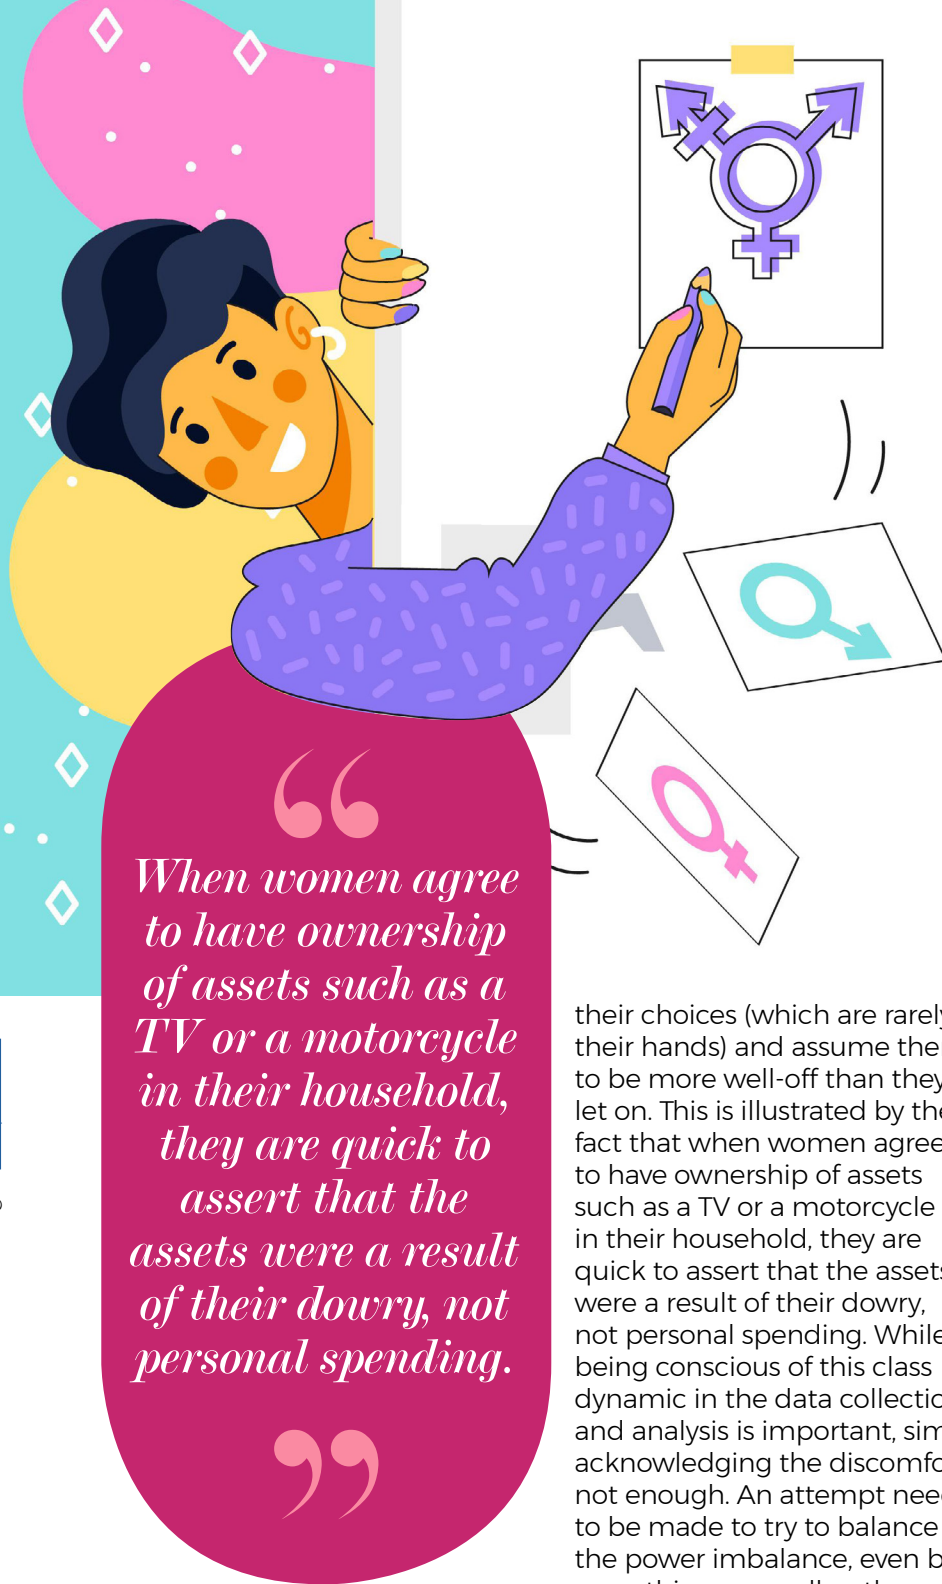 “
When women agree
to have ownership
of assets such as a
TV or a motorcycle
in their household,
they are quick to
assert that the
assets were a result
of their dowry, not
personal spending.
”
their choices (which are rarely
their hands) and assume
to be more well-off than they
let on. This is illustrated by the
fact that when women agree
to have ownership of assets
such as a TV or a motorcycle
in their household, they are
quick to assert that the assets
were a result of their dowry,
not personal spending. While
being conscious of this class
dynamic in the data
and analysis is important,
acknowledging the
not enough. An attempt
to be made to try to balance
the power imbalance, even